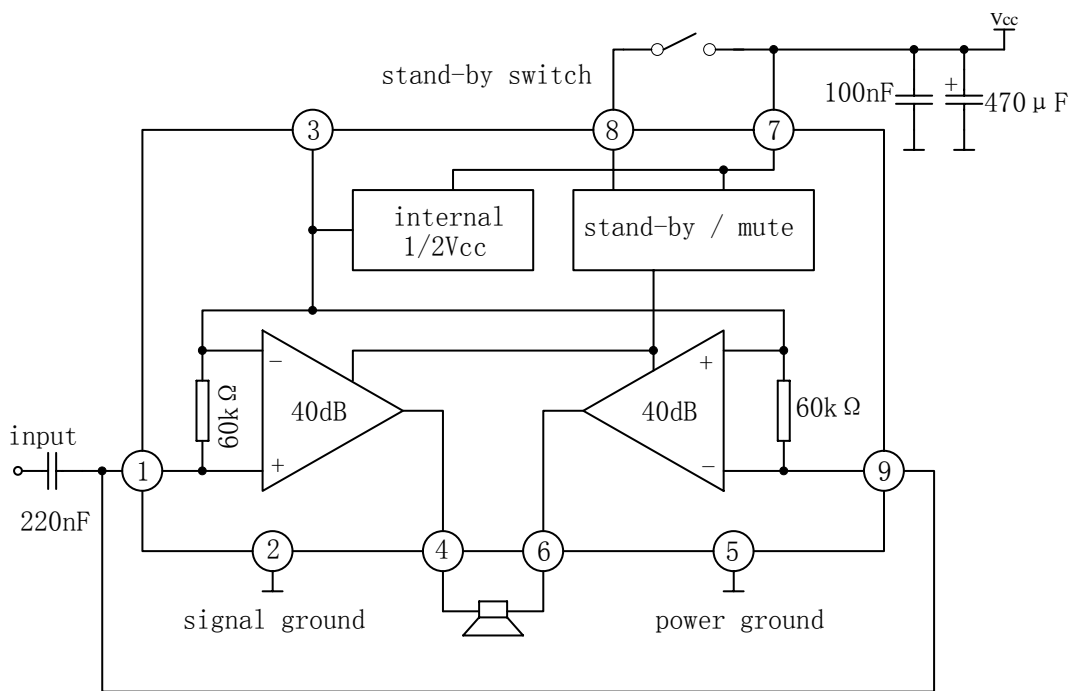 Vcc
stand-by switch
100nF
+
470μF
3
8
7
internal
1/2Vcc
stand-by / mute
−
+
40dB
40dB
60kΩ
60kΩ
input
+
−
1
9
220nF
2
4
6
5
signal ground
power ground